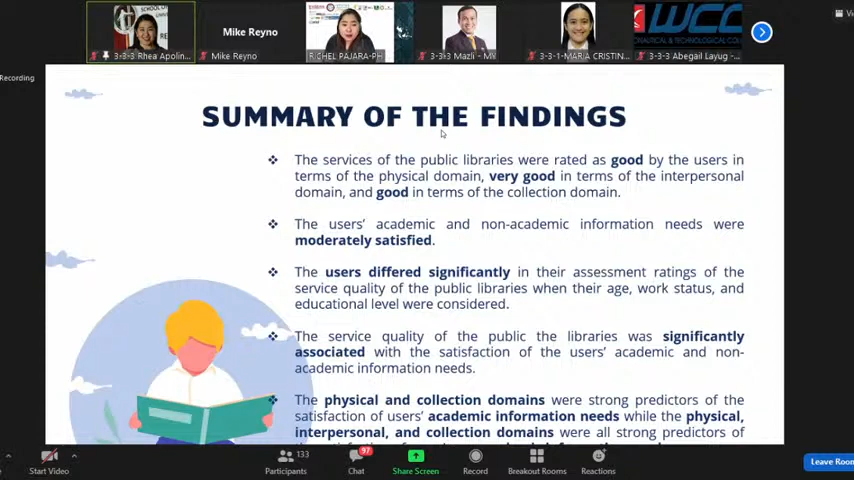 SCHOOL OF
Mike Reyno
WCC
ONAUTICAL & TECHNOLOGICAL COL
3-3-3 Rhea Apolin...
Mike Reyno
RICHEL PAJARA-PH
3-3-3 Mazli - MY
3-3-1-MARIA CRISTIN...
3-3-3 Abegail Layug -...
Recording
SUMMARY OF THE FINDINGS
❖ The services of the public libraries were rated as good by the users in
terms of the physical domain, very good in terms of the interpersonal
domain, and good in terms of the collection domain.
❖ The users' academic and non-academic information needs were
moderately satisfied.
❖ The users differed significantly in their assessment ratings of the
service quality of the public libraries when their age, work status, and
educational level were considered.
❖ The service quality of the public the libraries was significantly
associated with the satisfaction of the users' academic and non-
academic information needs.
❖ The physical and collection domains were strong predictors of the
satisfaction of users' academic information needs while the physical,
interpersonal, and collection domains were all strong predictors of
133
97
Start Video
Participants
Chat
Share Screen
Record
Breakout Rooms
Reactions
Leave Room